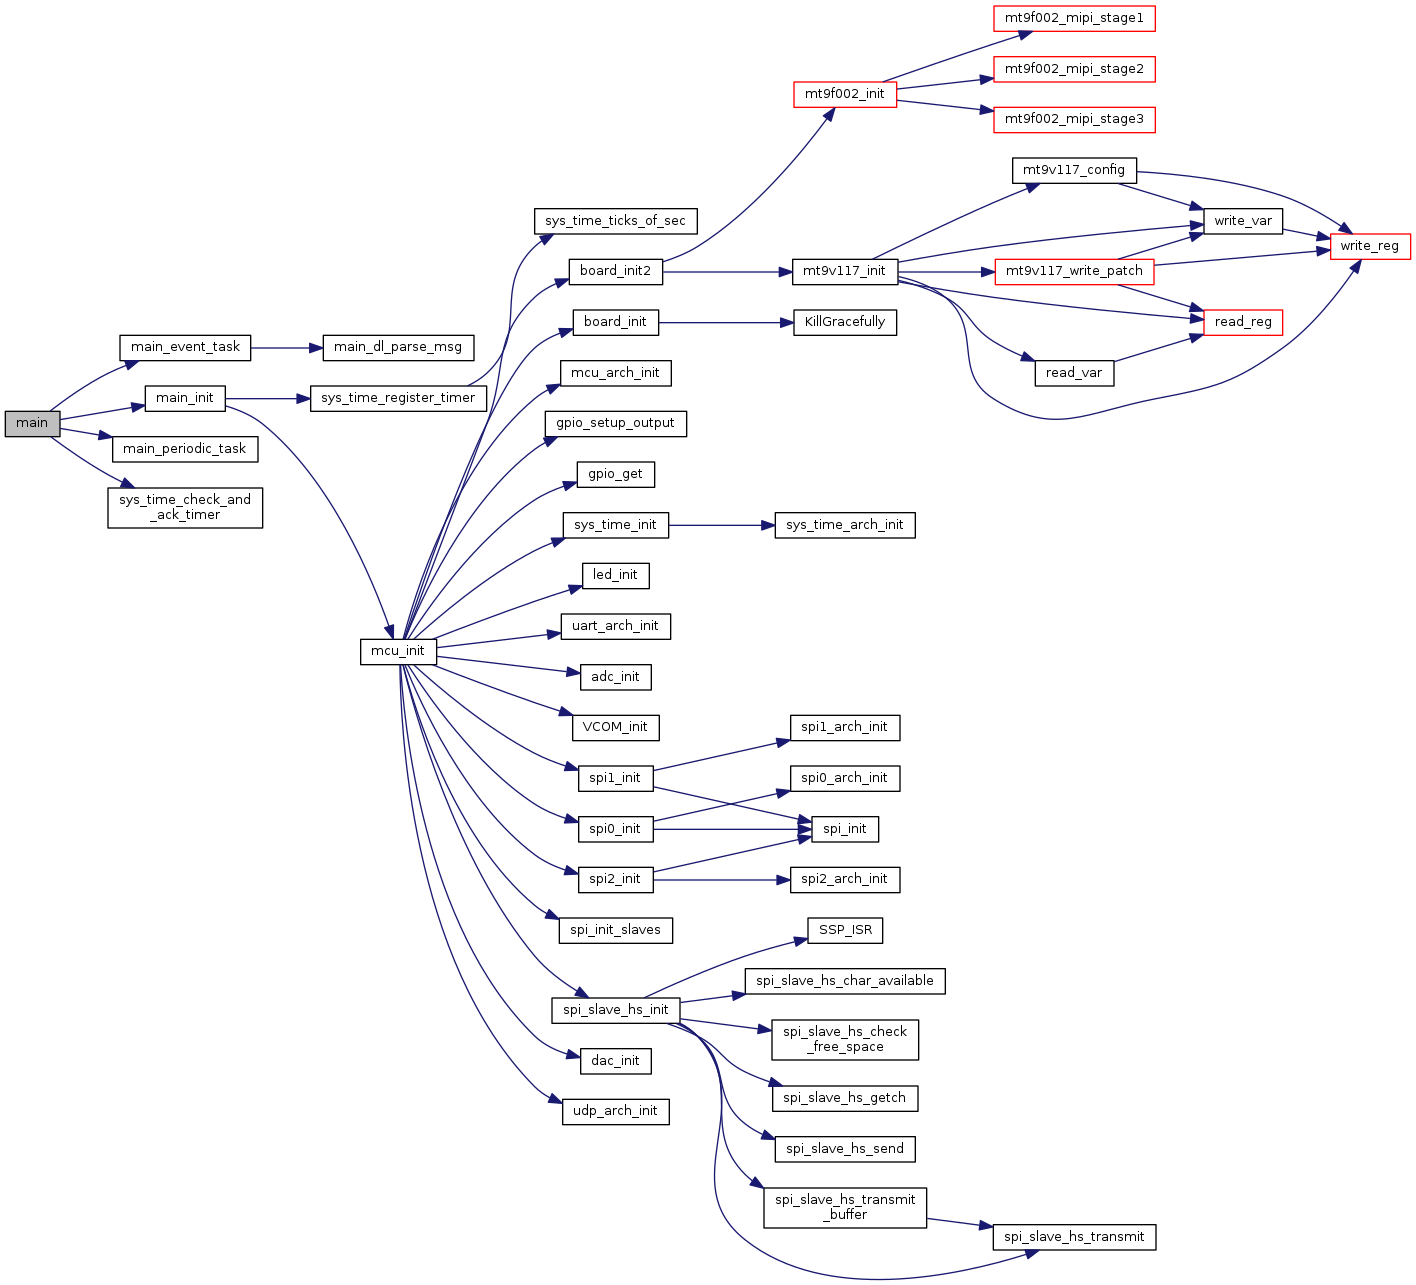 mt9f002_mipi_stage1
mt9f002_mipi_stage2
mt9f002_init
mt9f002_mipi_stage3
mt9v117_config
sys_time_ticks_of_sec
write_var
write_reg
board_init2
mt9v117_init
mt9v117_write_patch
board_init
KillGracefully
read_reg
main_event_task
main_dl_parse_msg
mcu_arch_init
read_var
main_init
sys_time_register_timer
main
gpio_setup_output
main_periodic_task
gpio_get
sys_time_check_and
_ack_timer
sys_time_init
sys_time_arch_init
led_init
uart_arch_init
mcu_init
adc_init
VCOM_init
spi1_arch_init
spi1_init
spi0_arch_init
spi0_init
spi_init
spi2_init
spi2_arch_init
spi_init_slaves
SSP_ISR
spi_slave_hs_char_available
spi_slave_hs_init
spi_slave_hs_check
_free_space
dac_init
spi_slave_hs_getch
udp_arch_init
spi_slave_hs_send
spi_slave_hs_transmit
_buffer
spi_slave_hs_transmit